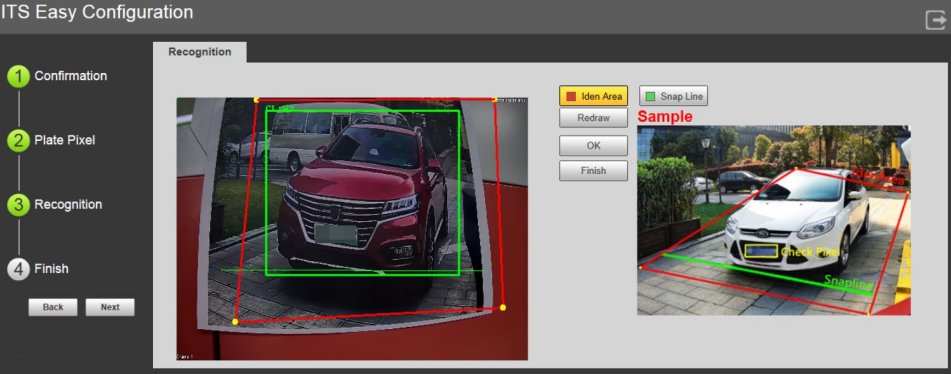 ITS Easy Configuration
Recognition
1 Confirmation
2 Plate Pixel
3 Recognition
4 Finish
Back Next
Iden Area Snap Line
Redraw
OK
Finish
Sample
Check Pixel
Snapline